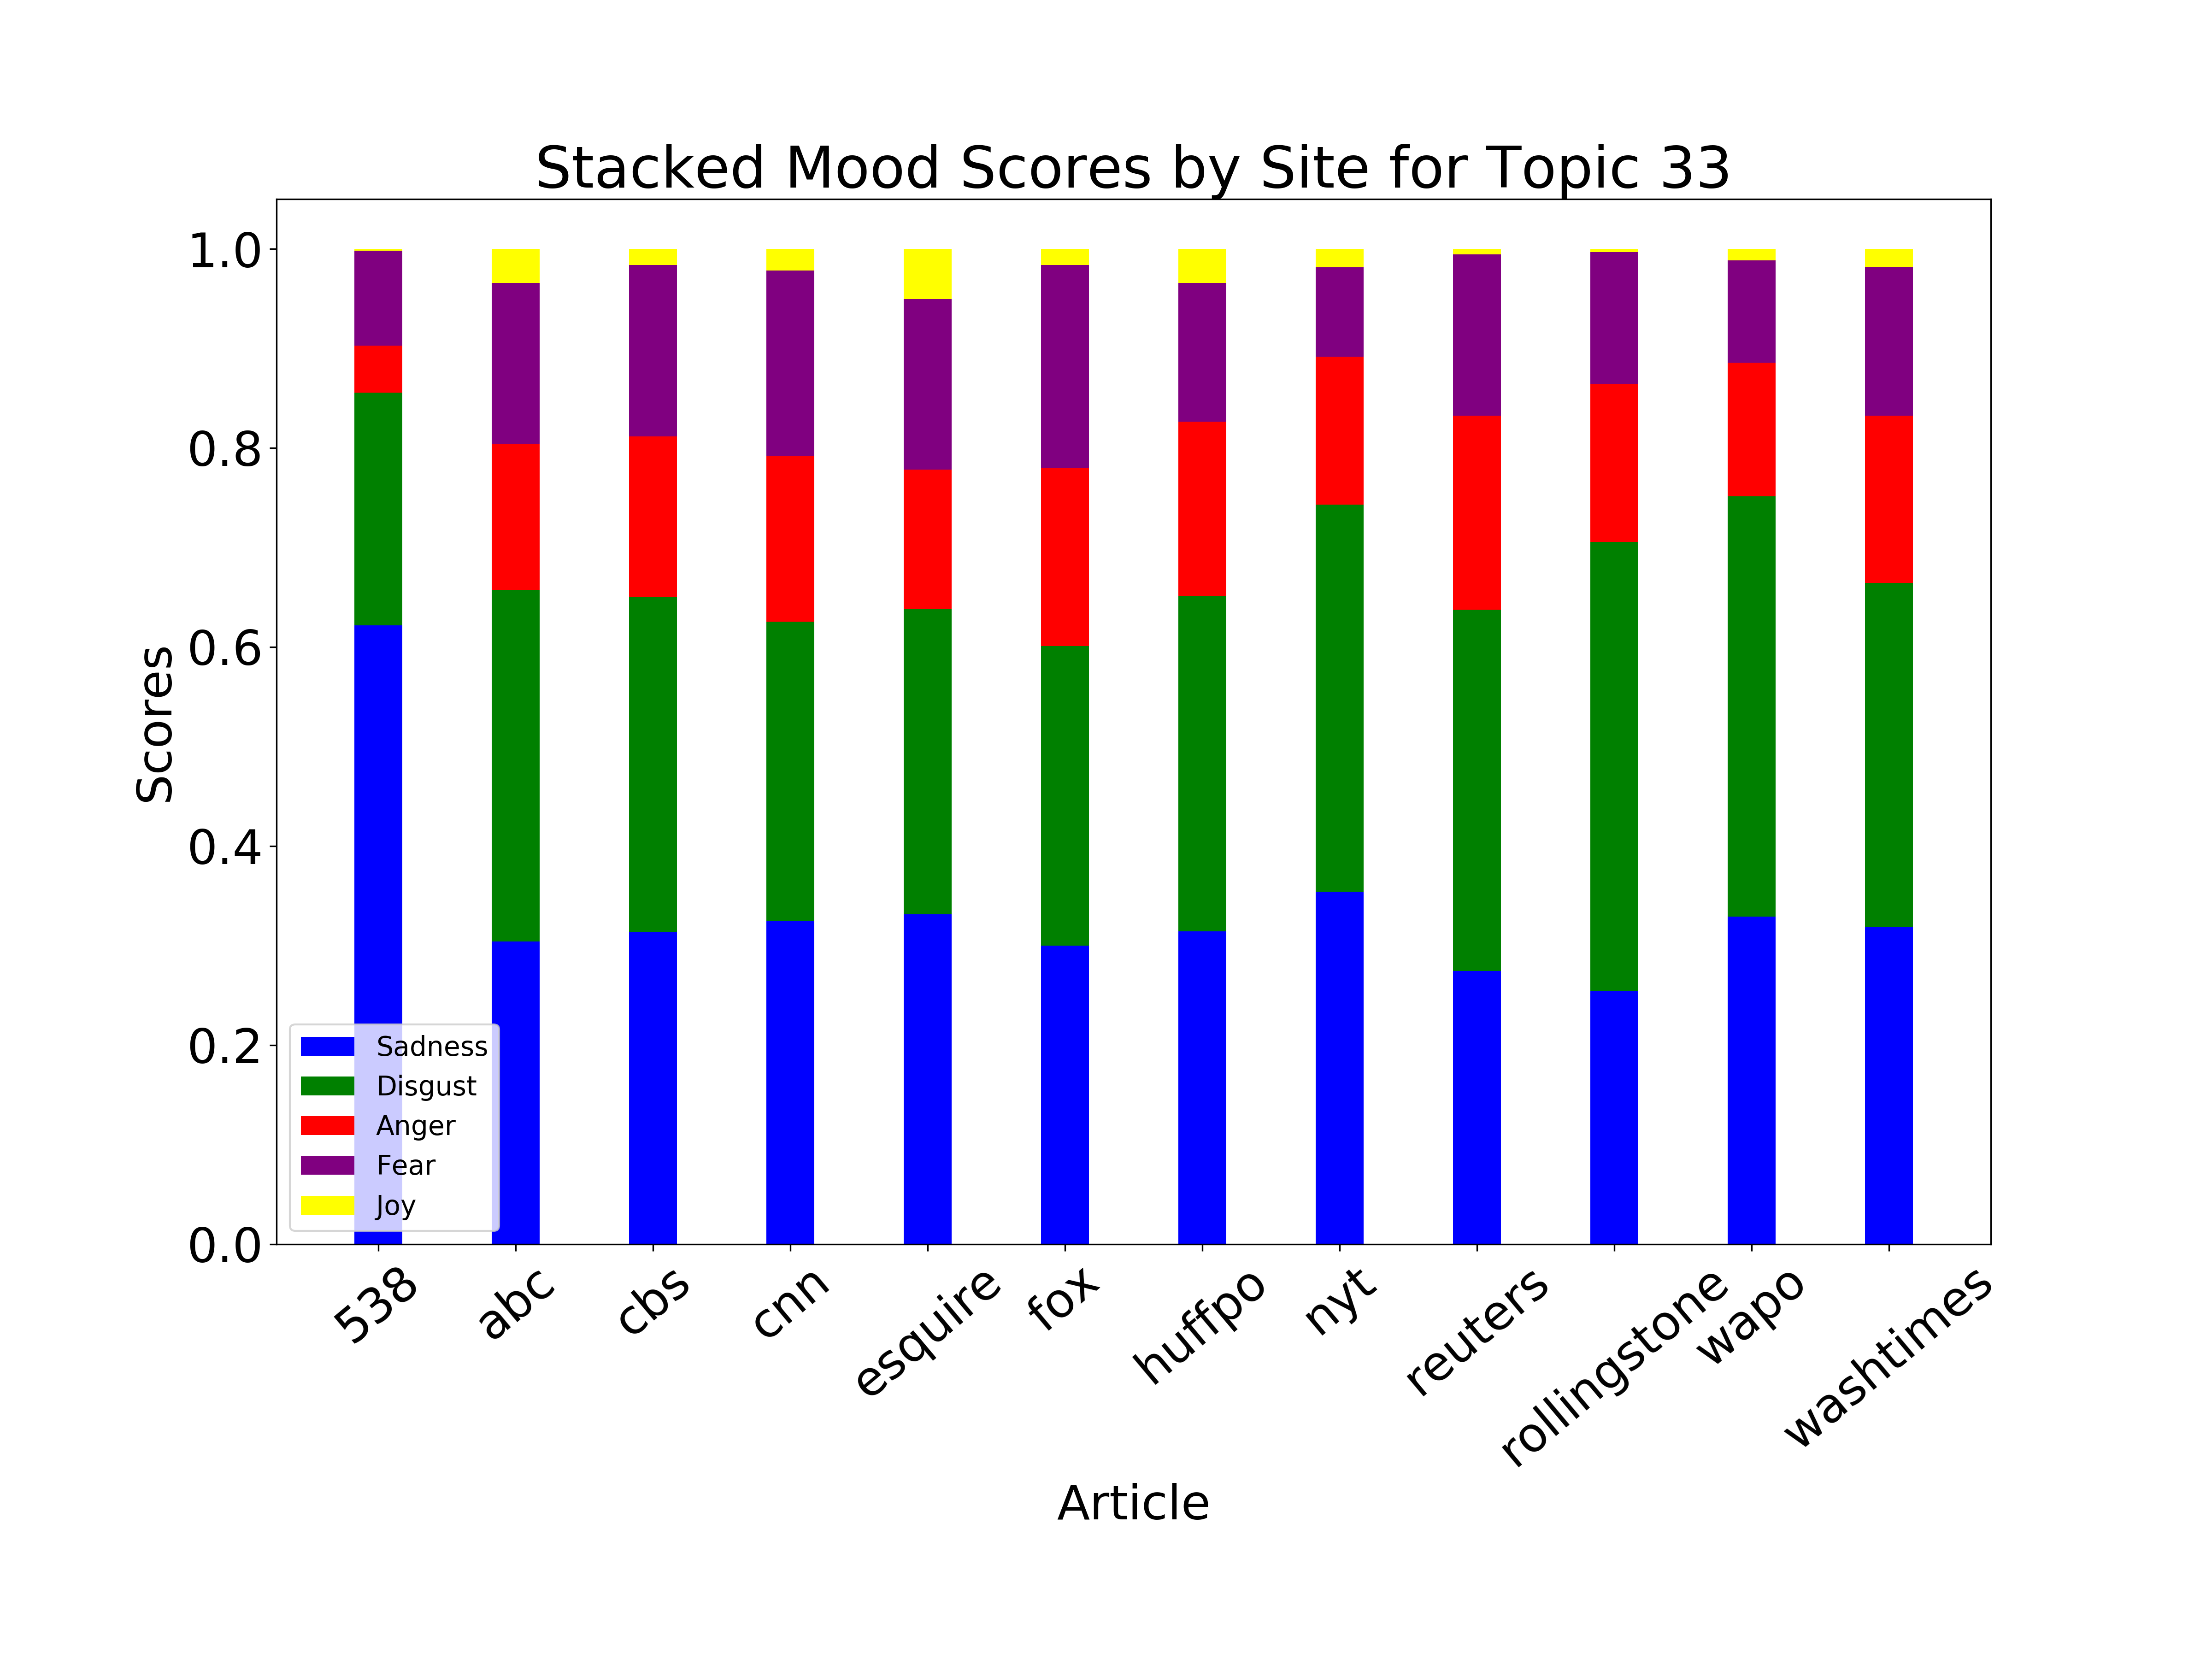 Stacked Mood Scores by Site for Topic 33
1.0
0.8
0.6
0.4
0.2
0.0
Scores
Sadness
Disgust
Anger
Fear
Joy
538
abc
cbs
cnn
esquire
fox
huffpo
nyt
reuters
rollingstone
wapo
washtimes
Article